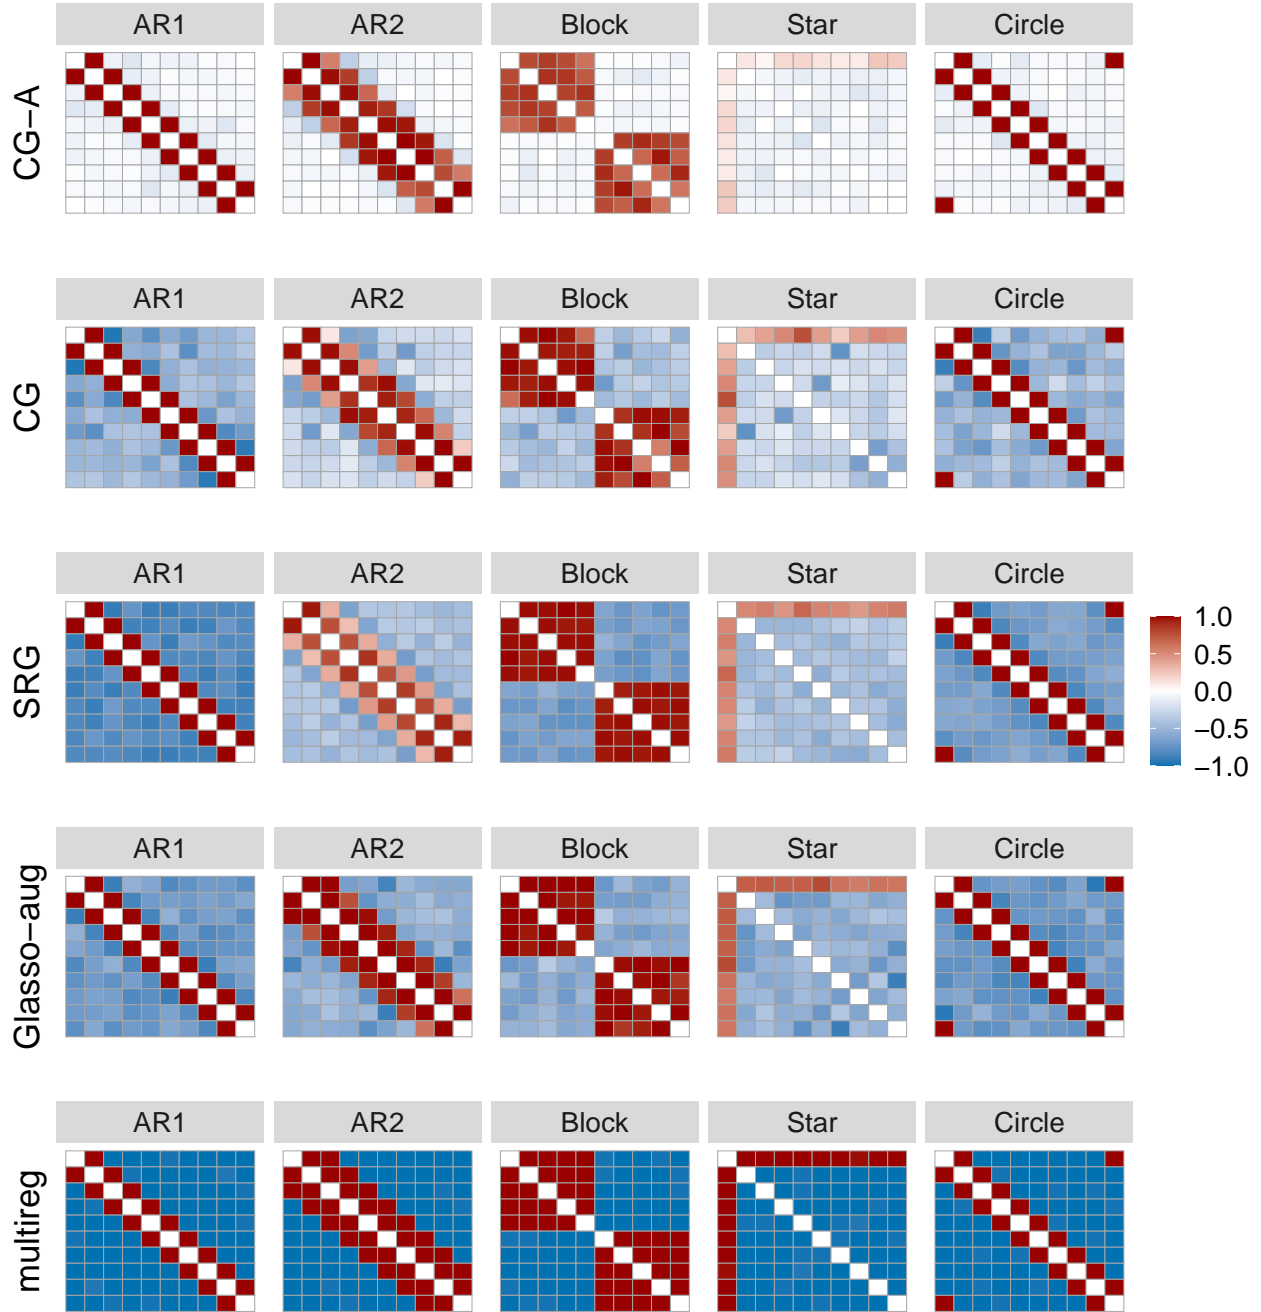 AR1 AR2 Block Star Circle
CG−A
AR1 AR2 Block Star Circle
CG
AR1 AR2 Block Star Circle
SRG
1.0
0.5
0.0
−0.5
−1.0
AR1 AR2 Block Star Circle
Glasso−aug
AR1 AR2 Block Star Circle
multireg